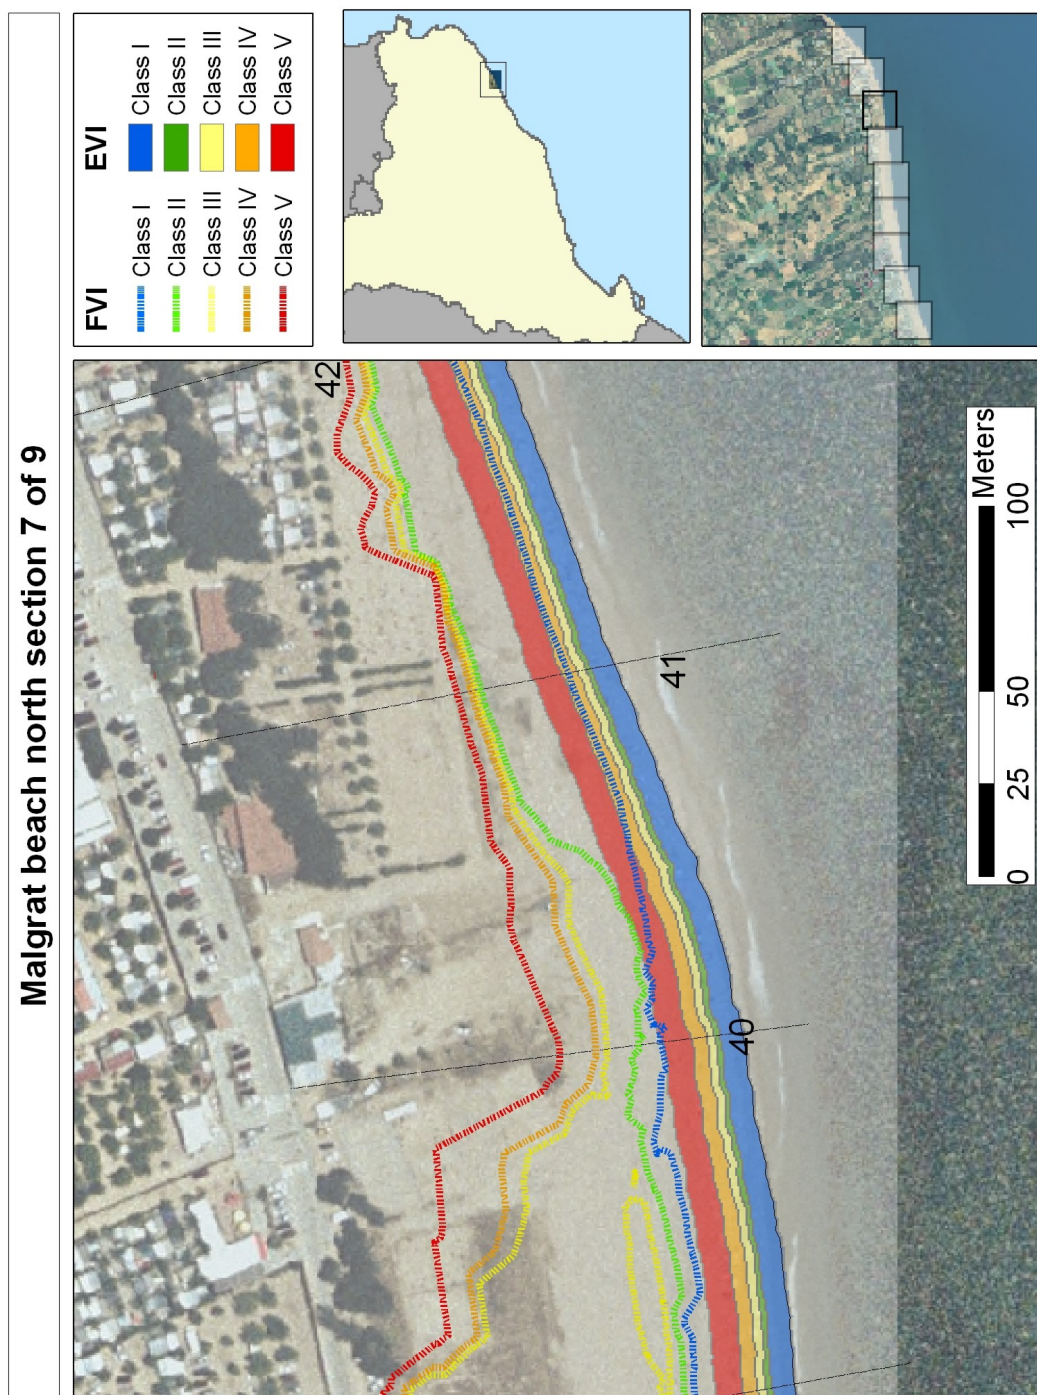 Malgrat beach north section 7 of 9
FVI
Class I
Class II
Class III
Class IV
Class V
EVI
Class I
Class II
Class III
Class IV
Class V
42
41
40
0 25 50 100
Meters